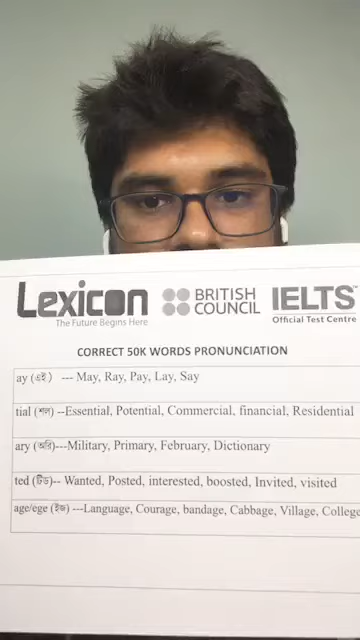 Lexicon
The Future Begins Here
BRITISH
COUNCIL
IELTS™
Official Test Centre
CORRECT 50K WORDS PRONUNCIATION
ay (এই) --- May, Ray, Pay, Lay, Say
tial (শল) --Essential, Potential, Commercial, financial, Residential
ary (অরি)---Military, Primary, February, Dictionary
ted (টিড)-- Wanted, Posted, interested, boosted, Invited, visited
age/ege (ইজ) ---Language, Courage, bandage, Cabbage, Village, College